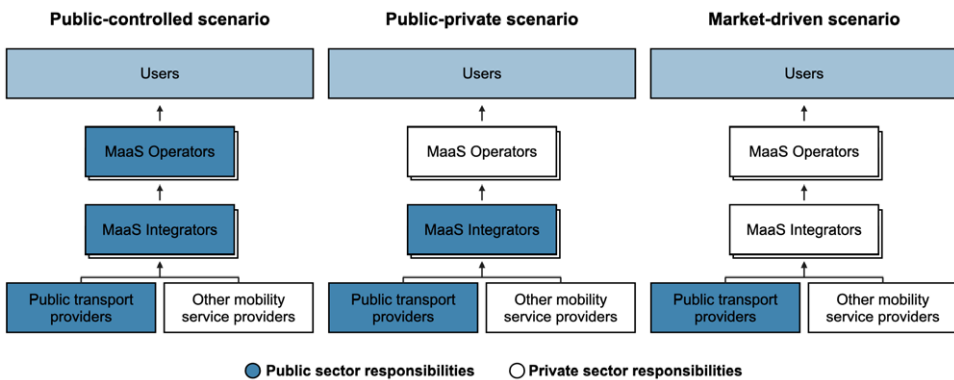 Public-controlled scenario
Public-private scenario
Market-driven scenario
Users
Users
Users
MaaS Operators
MaaS Operators
MaaS Operators
MaaS Integrators
MaaS Integrators
MaaS Integrators
Public transport
providers
Other mobility
service providers
Public transport
providers
Other mobility
service providers
Public transport
providers
Other mobility
service providers
Public sector responsibilities
Private sector responsibilities